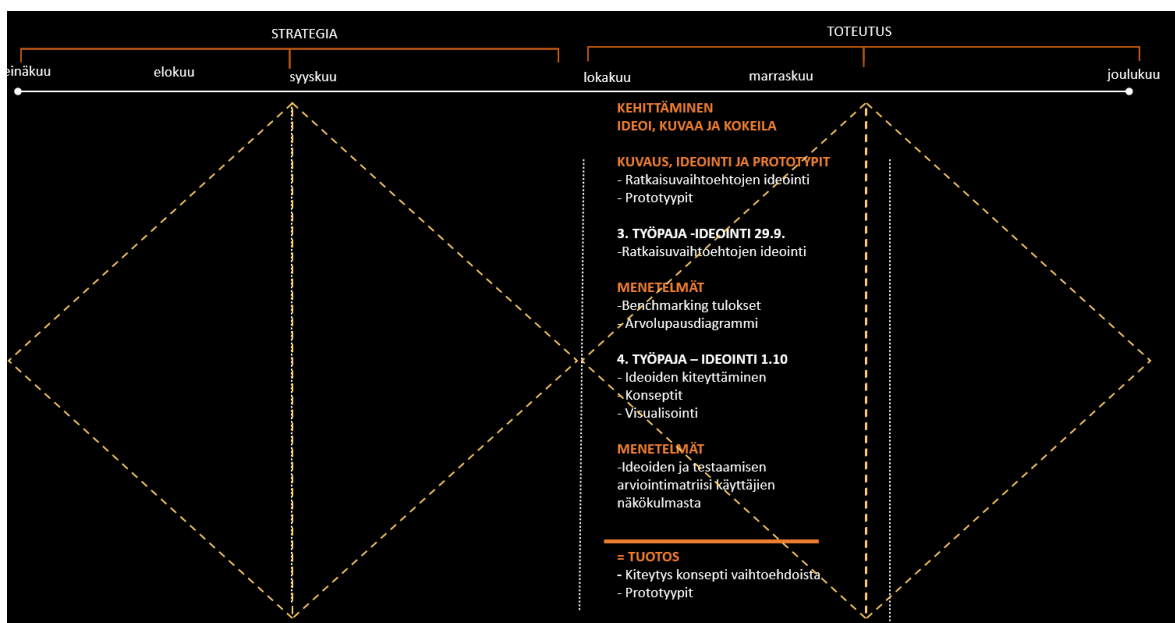 STRATEGIA
TOTEUTUS
einäkuu
elokuu
syyskuu
lokakuu
marraskuu
joulukuu
KEHITTÄMINEN
IDEOI, KUVAA JA KOKEILA
KUVAUS, IDEOINTI JA PROTOTYPIT
- Ratkaisuvaihtoehtojen ideointi
- Prototyypit
3. TYÖPAJA -IDEOINTI 29.9.
-Ratkaisuvaihtoehtojen ideointi
MENETELMÄT
-Benchmarking tulokset
- Arvolupausdiagrammi
4. TYÖPAJA – IDEOINTI 1.10
- Ideoiden kiteyttäminen
- Konseptit
- Visualisointi
MENETELMÄT
-Ideoiden ja testaamisen
arviointimatriisi käyttäjien
näkökulmasta
= TUOTOS
- Kiteytys konsepti vaihtoehdoista
- Prototyypit